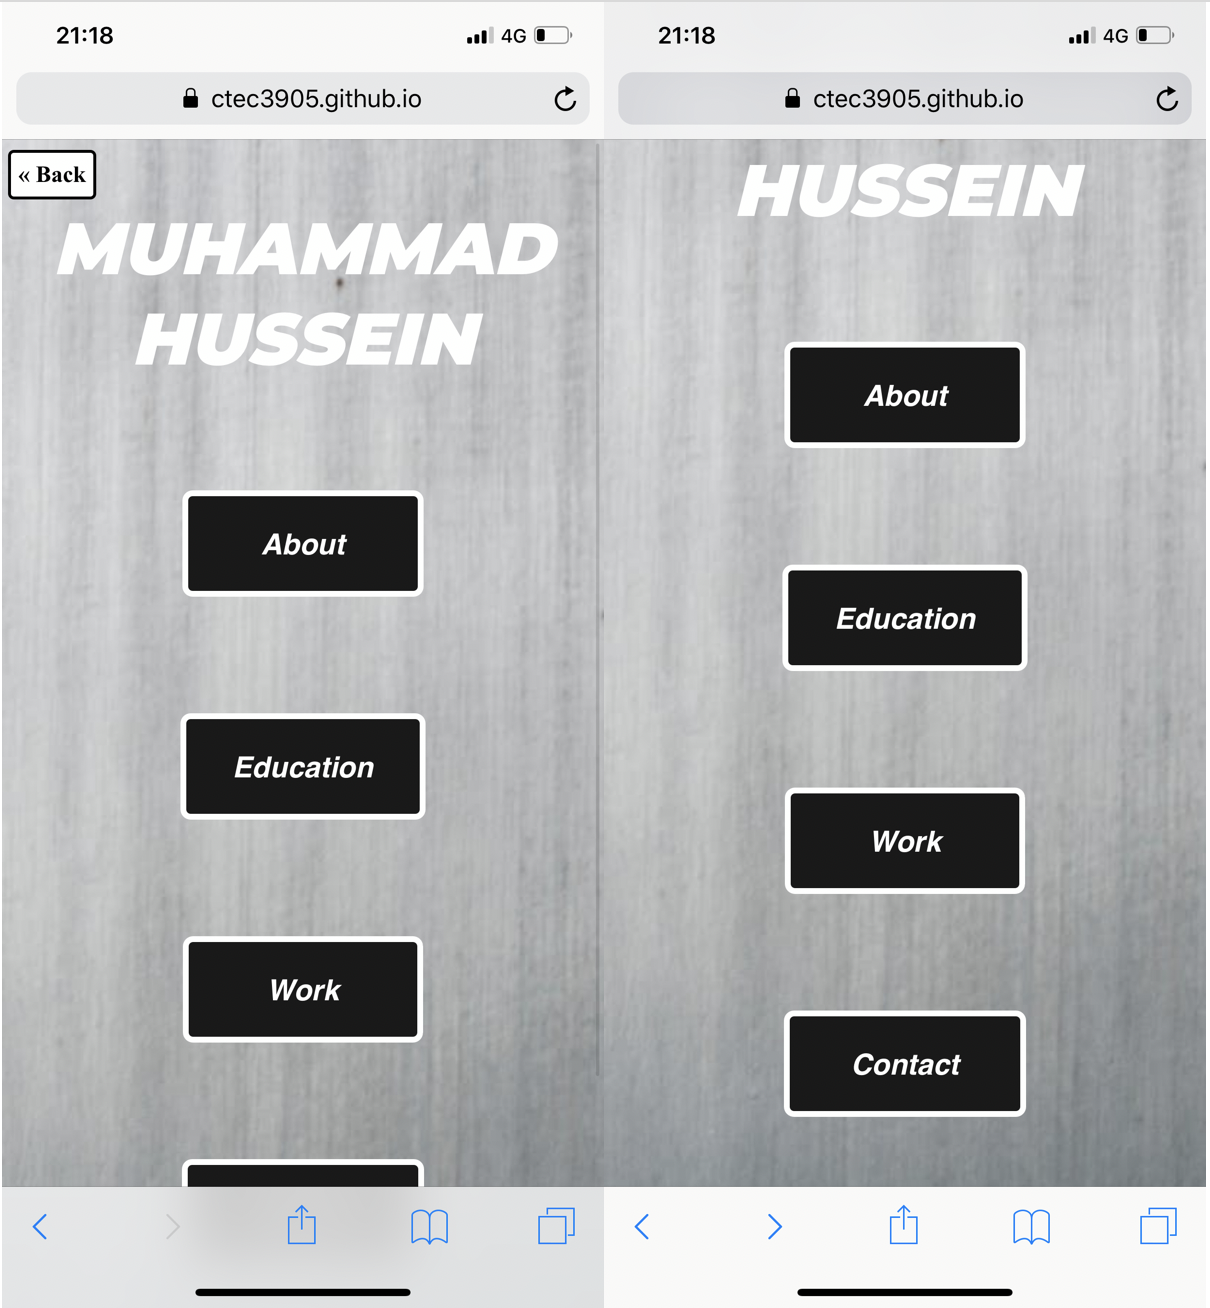 21:18
4G
ctec3905.github.io
« Back
MUHAMMAD
HUSSEIN
About
Education
Work
21:18
4G
ctec3905.github.io
HUSSEIN
About
Education
Work
Contact